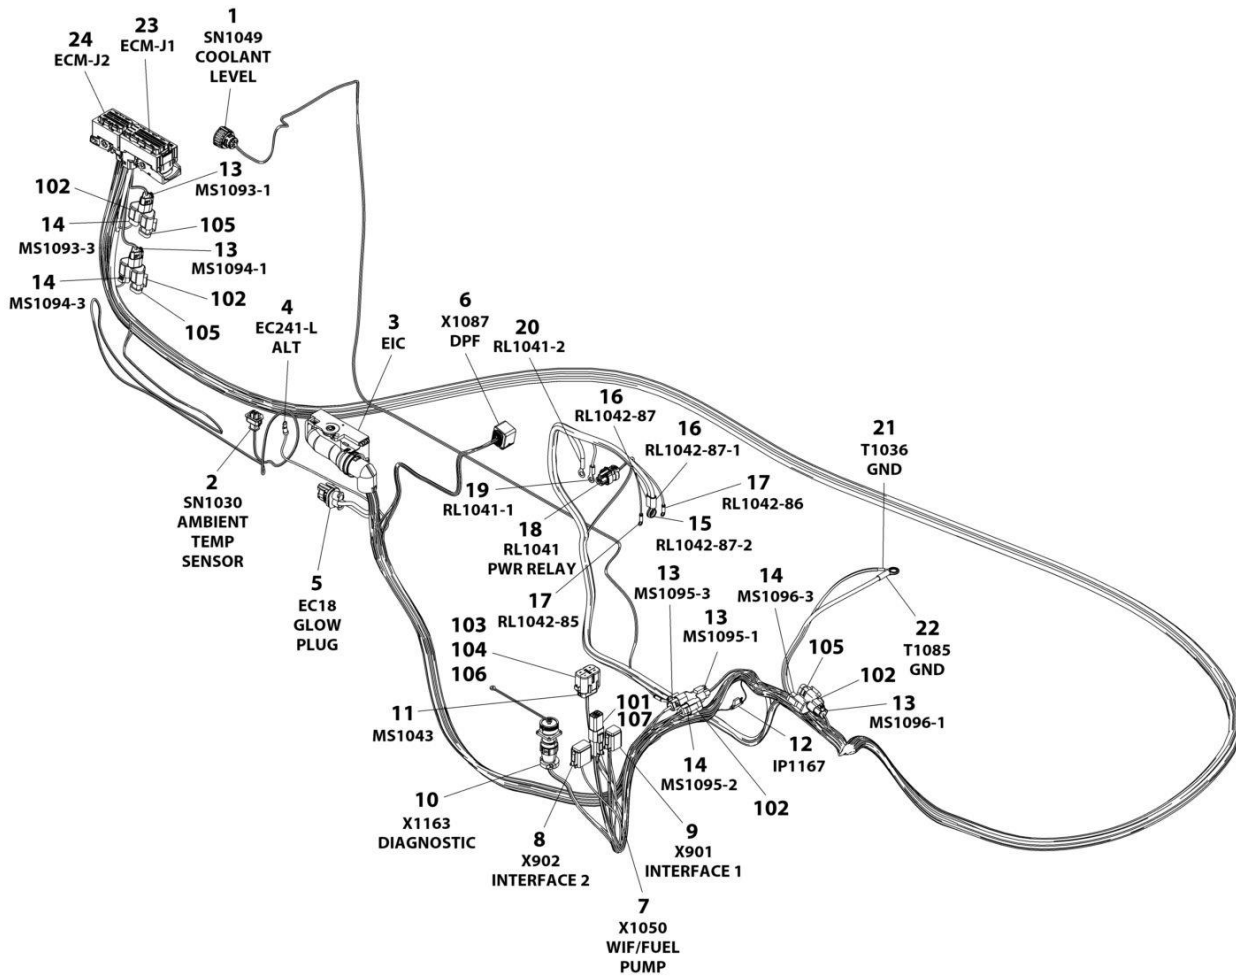 24
ECM-J2
23
ECM-J1
1
SN1049
COOLANT
LEVEL
13
MS1093-1
102
14
MS1093-3
105
13
MS1094-1
14
MS1094-3
102
105
4
EC241-L
ALT
3
EIC
6
X1087
DPF
20
RL1041-2
16
RL1042-87
16
RL1042-87-1
21
T1036
GND
17
RL1042-86
19
RL1041-1
18
RL1041
PWR RELAY
15
RL1042-87-2
2
SN1030
AMBIENT
TEMP
SENSOR
5
EC18
GLOW
PLUG
17
RL1042-85
13
MS1095-3
13
MS1095-1
14
MS1096-3
22
T1085
GND
103
104
106
105
102
13
MS1096-1
11
MS1043
101
107
12
IP1167
14
MS1095-2
102
10
X1163
DIAGNOSTIC
8
X902
INTERFACE 2
9
X901
INTERFACE 1
7
X1050
WIF/FUEL
PUMP